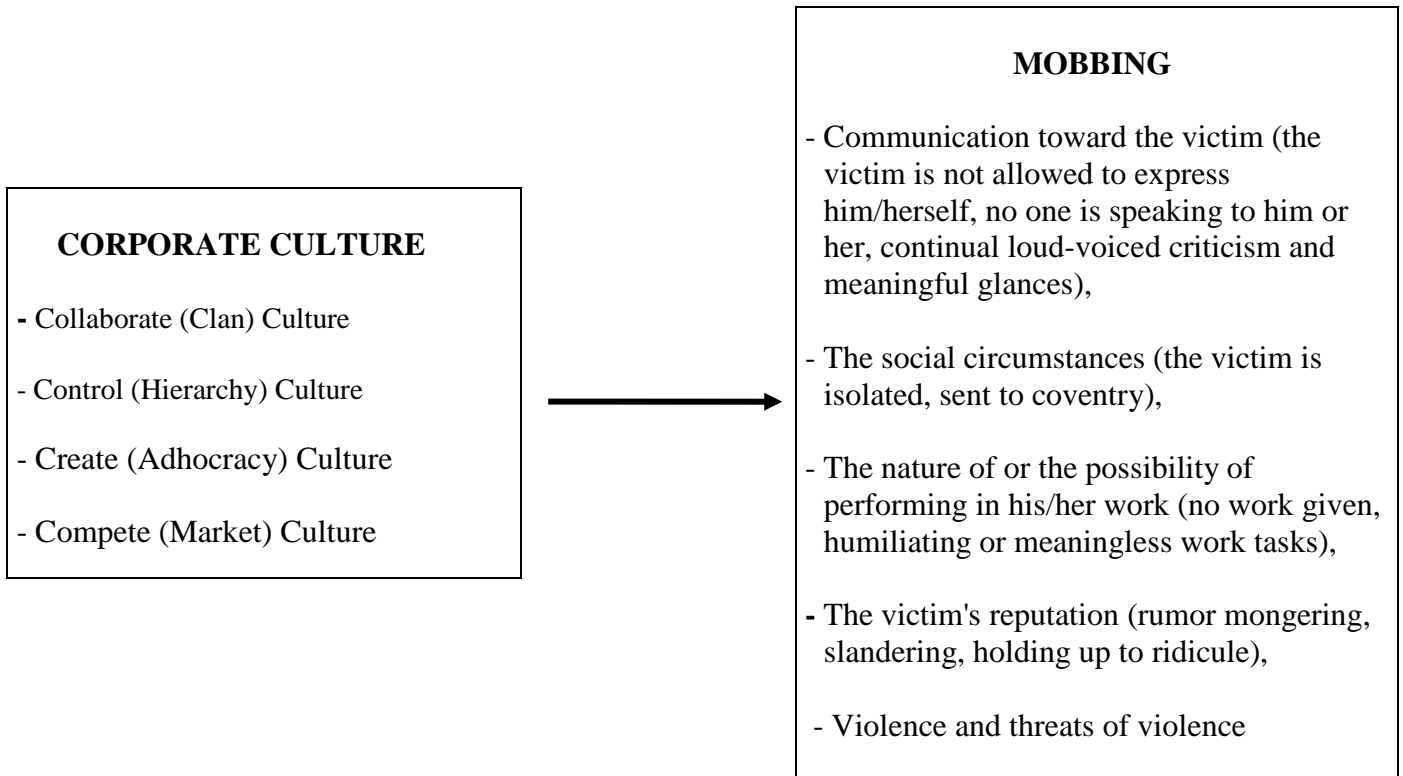 CORPORATE CULTURE
- Collaborate (Clan) Culture
- Control (Hierarchy) Culture
- Create (Adhocracy) Culture
- Compete (Market) Culture
MOBBING
- Communication toward the victim (the
victim is not allowed to express
him/herself, no one is speaking to him or
her, continual loud-voiced criticism and
meaningful glances),
- The social circumstances (the victim is
isolated, sent to coventry),
- The nature of or the possibility of
performing in his/her work (no work given,
humiliating or meaningless work tasks),
- The victim's reputation (rumor mongering,
slandering, holding up to ridicule),
- Violence and threats of violence